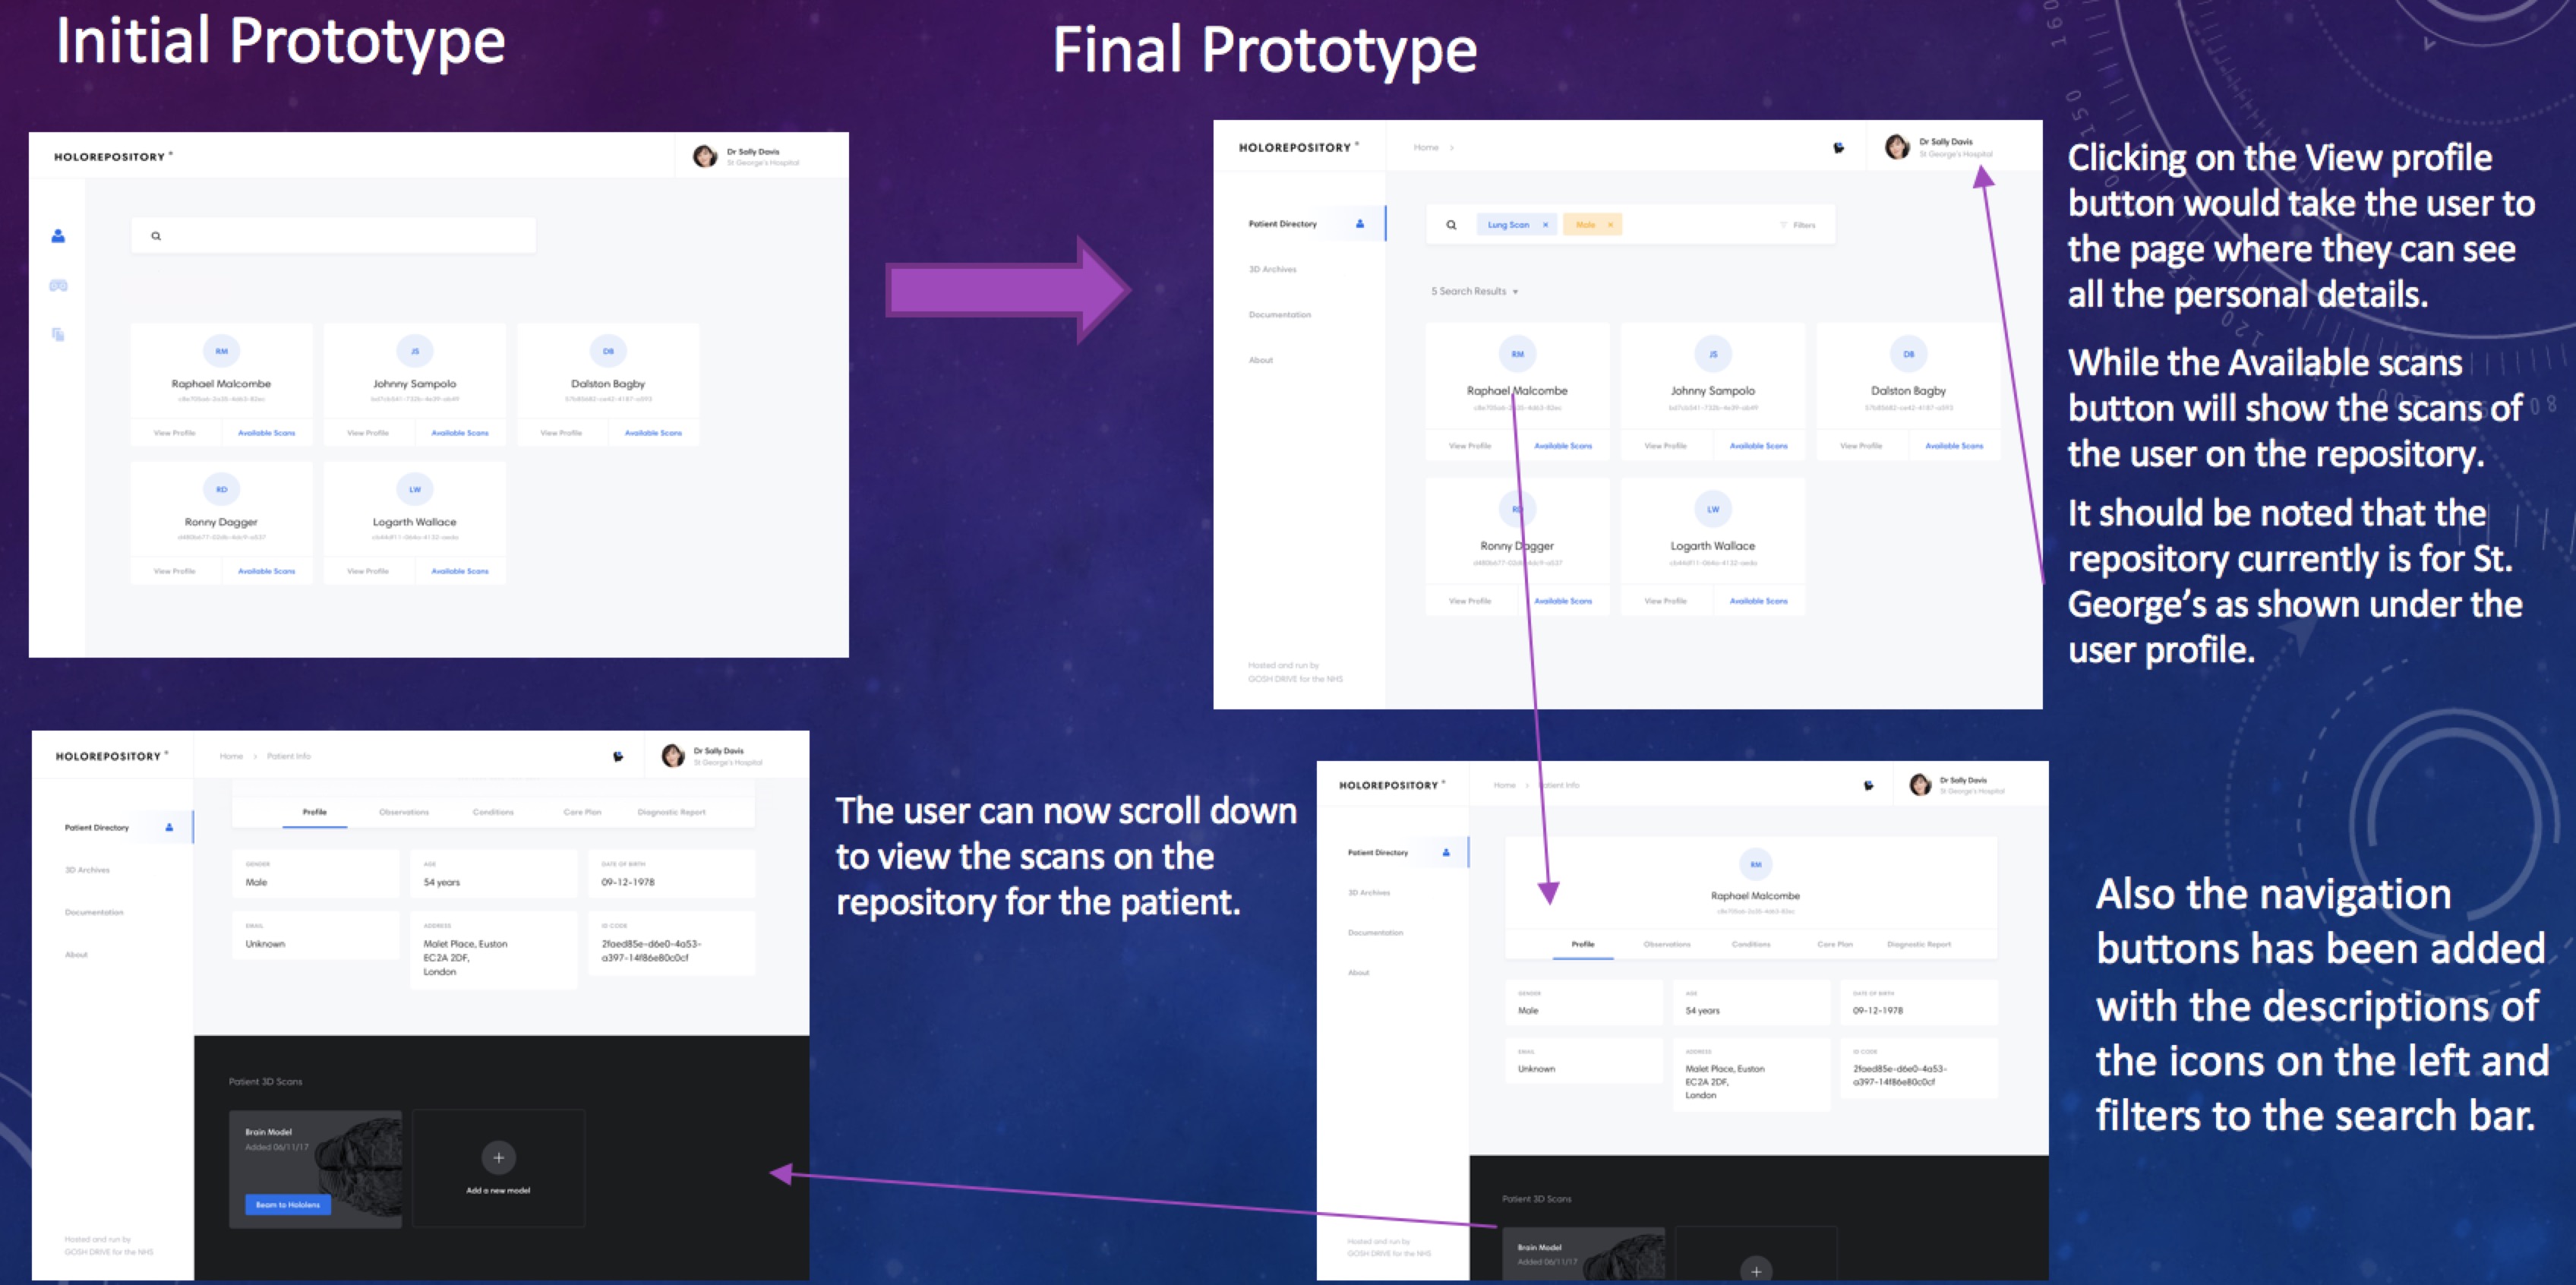 Initial Prototype
Final Prototype
HOLOREPOSITORY
Dr Sally Davis
St George's Hospital
RM
JS
DB
Raphael Malcombe
Johnny Sampolo
Dalston Bagby
View Profile
Available Scans
View Profile
Available Scans
View Profile
Available Scans
RD
LW
Ronny Dagger
Logarth Wallace
View Profile
Available Scans
View Profile
Available Scans
HOLOREPOSITORY
Home >
Dr Sally Davis
St George's Hospital
Patient Directory
3D Archives
Documentation
About
Lung Scan ×
Male ×
Filters
5 Search Results
RM
JS
DB
Raphael Malcombe
Johnny Sampolo
Dalston Bagby
View Profile
Available Scans
View Profile
Available Scans
View Profile
Available Scans
RD
LW
Ronny Dagger
Logarth Wallace
View Profile
Available Scans
View Profile
Available Scans
Hosted and run by
GOSH DRIVE for the NHS
Clicking on the View profile
button would take the user to
the page where they can see
all the personal details.
While the Available scans
button will show the scans of
the user on the repository.
It should be noted that the
repository currently is for St.
George's as shown under the
user profile.
HOLOREPOSITORY
Home > Patient Info
Dr Sally Davis
St George's Hospital
Patient Directory
3D Archives
Documentation
About
Profile
Observations
Conditions
Care Plan
Diagnostic Report
GENDER
Male
AGE
54 years
DATE OF BIRTH
09-12-1978
EMAIL
Unknown
ADDRESS
Malet Place, Euston
EC2A 2DF,
London
ID CODE
2faed85e-d6e0-4a53-
a397-14f86e80c0cf
Patient 3D Scans
Brain Model
Added 06/11/17
Beam to Hololens
+
Add a new model
Hosted and run by
GOSH DRIVE for the NHS
The user can now scroll down
to view the scans on the
repository for the patient.
HOLOREPOSITORY
Home > Patient Info
Dr Sally Davis
St George's Hospital
Patient Directory
3D Archives
Documentation
About
RM
Raphael Malcombe
Profile
Observations
Conditions
Care Plan
Diagnostic Report
GENDER
Male
AGE
54 years
DATE OF BIRTH
09-12-1978
EMAIL
Unknown
ADDRESS
Malet Place, Euston
EC2A 2DF,
London
ID CODE
2faed85e-d6e0-4a53-
a397-14f86e80c0cf
Patient 3D Scans
Brain Model
Added 06/11/17
+
Hosted and run by
GOSH DRIVE for the NHS
Also the navigation
buttons has been added
with the descriptions of
the icons on the left and
filters to the search bar.